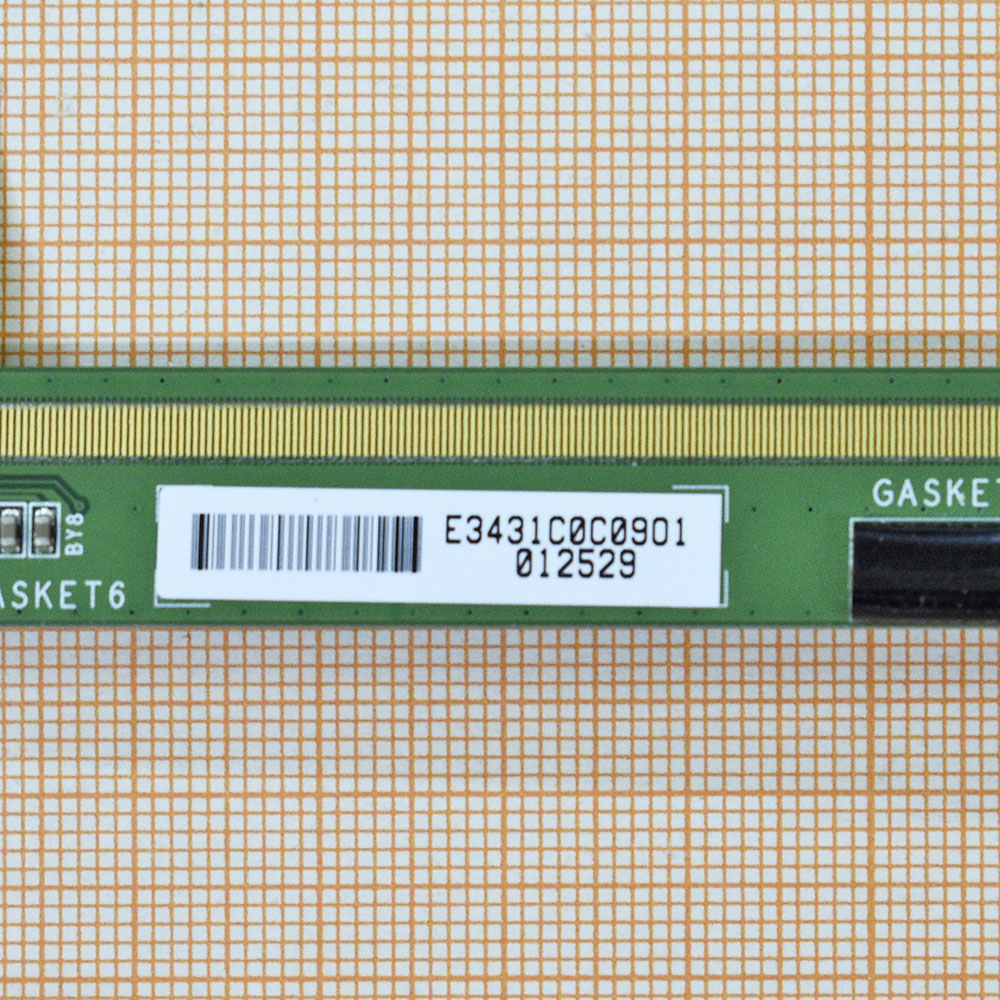 GASKET
E3431C0C0901
012529
BY8
ASKET6